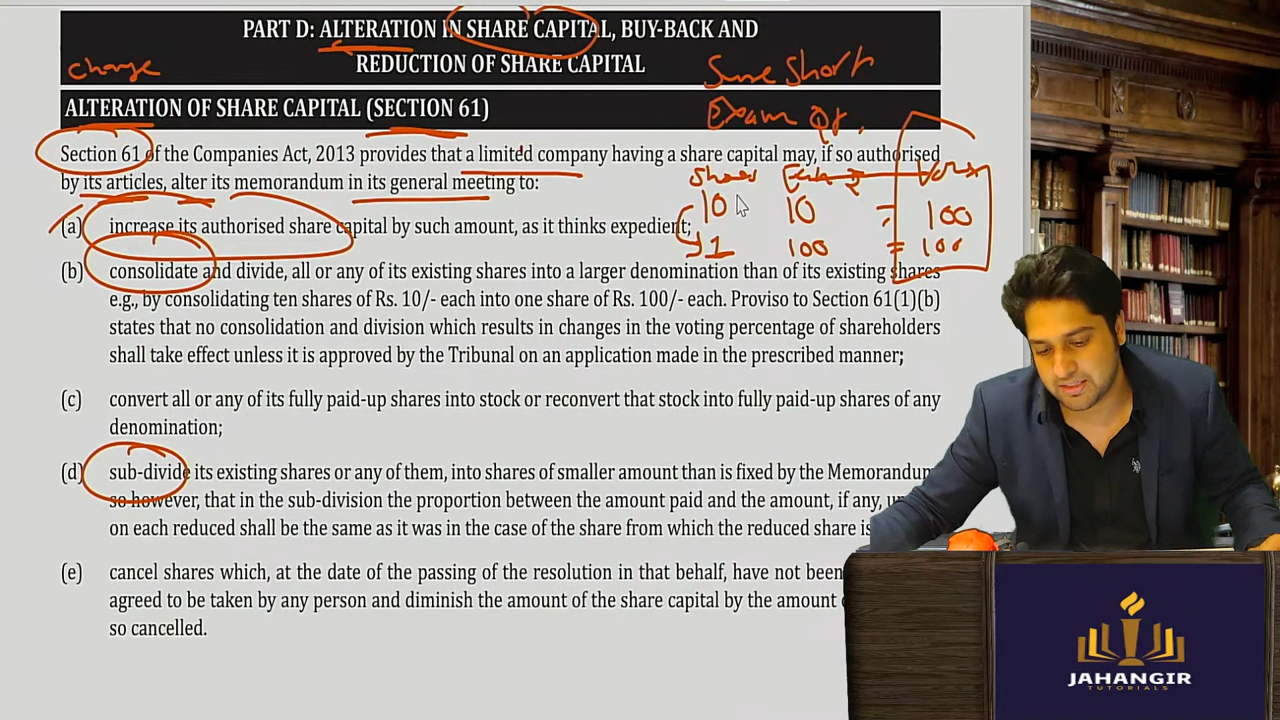 PART D: ALTERATION IN SHARE CAPITAL, BUY-BACK AND
REDUCTION OF SHARE CAPITAL
change
Sure Short
Exam Qs.
ALTERATION OF SHARE CAPITAL (SECTION 61)
Section 61 of the Companies Act, 2013 provides that a limited company having a share capital may, if so authorised
by its articles, alter its memorandum in its general meeting to:
Shares
10 10 = 100
1 100 = 100
(a) increase its authorised share capital by such amount, as it thinks expedient;
(b) consolidate and divide, all or any of its existing shares into a larger denomination than of its existing shares
e.g., by consolidating ten shares of Rs. 10/- each into one share of Rs. 100/- each. Proviso to Section 61(1)(b)
states that no consolidation and division which results in changes in the voting percentage of shareholders
shall take effect unless it is approved by the Tribunal on an application made in the prescribed manner;
(c) convert all or any of its fully paid-up shares into stock or reconvert that stock into fully paid-up shares of any
denomination;
(d) sub-divide its existing shares or any of them, into shares of smaller amount than is fixed by the Memorandum,
so however, that in the sub-division the proportion between the amount paid and the amount, if any,
on each reduced shall be the same as it was in the case of the share from which the reduced share is
(e) cancel shares which, at the date of the passing of the resolution in that behalf, have not been
agreed to be taken by any person and diminish the amount of the share capital by the amount
so cancelled.
JAHANGIR
TUTORIALS